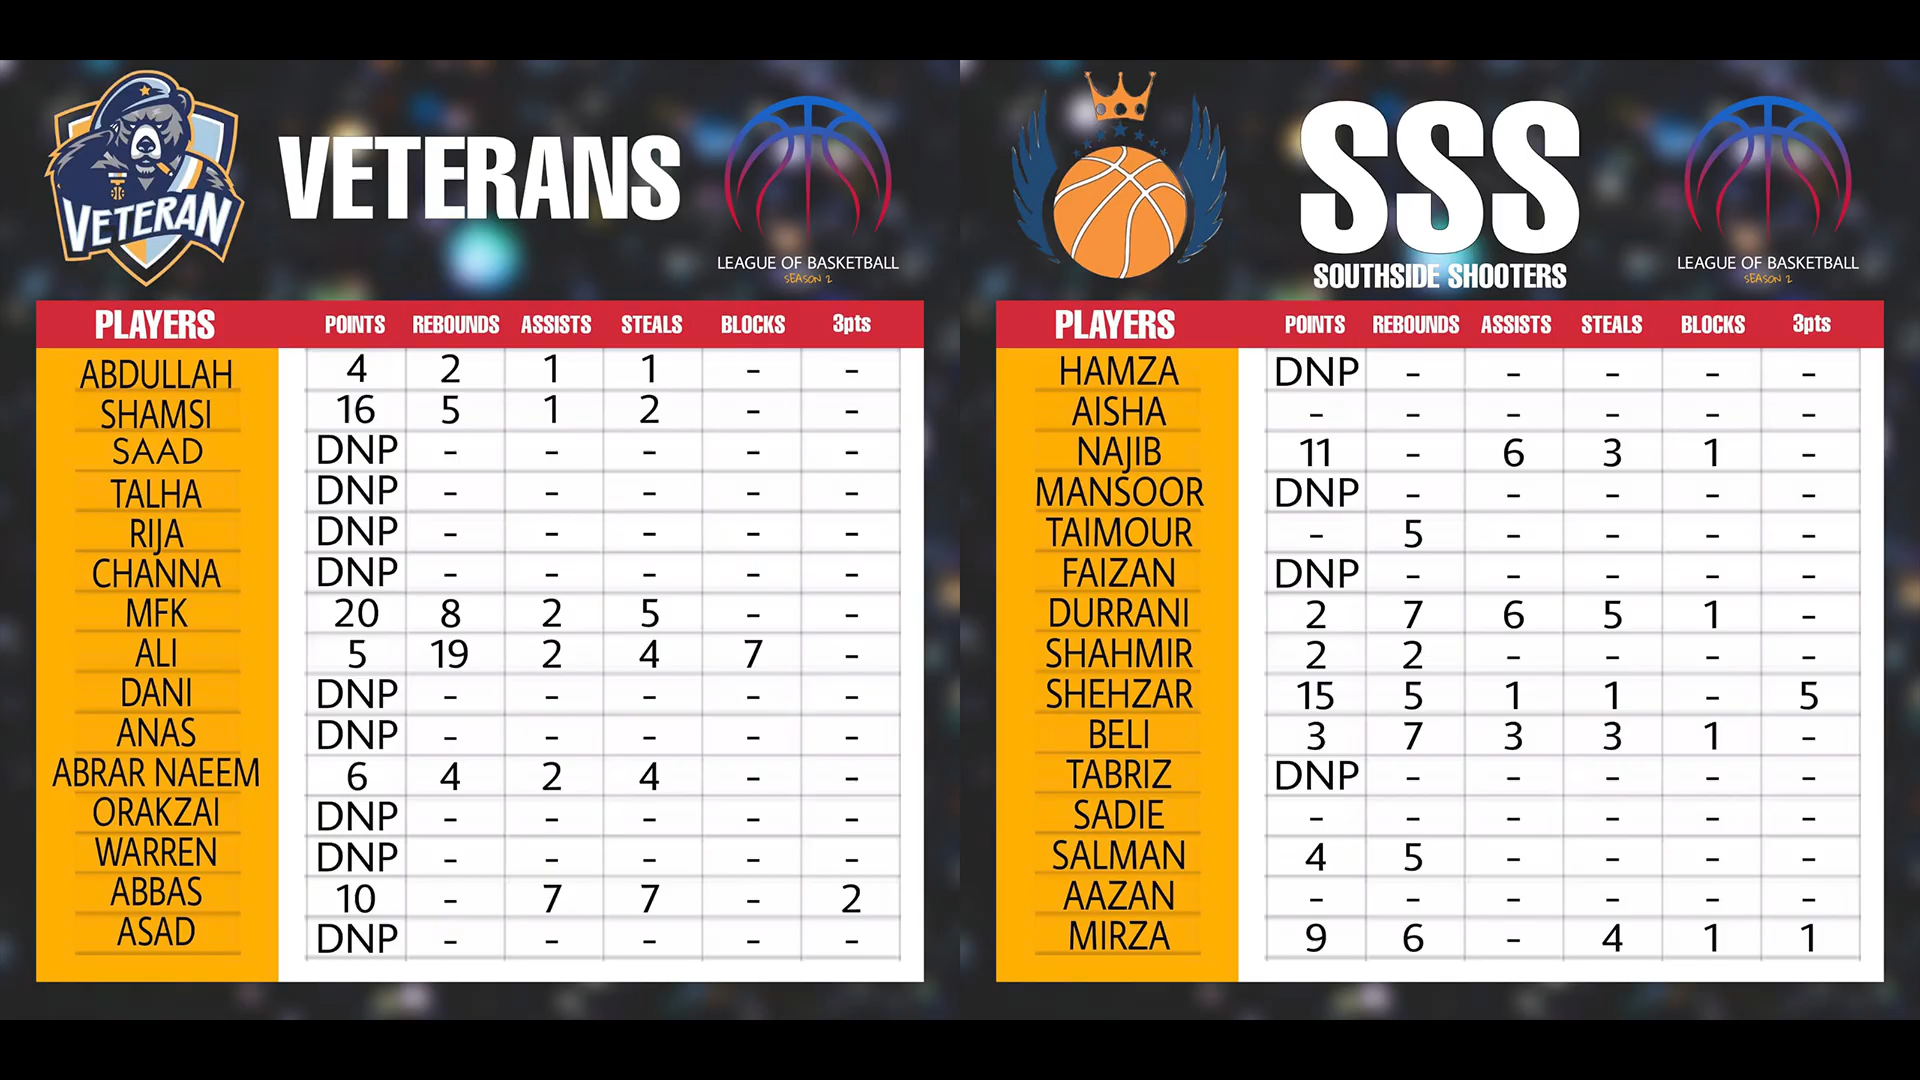 VETERAN
VETERANS
LEAGUE OF BASKETBALL
SEASON 2
PLAYERS POINTS REBOUNDS ASSISTS STEALS BLOCKS 3pts
ABDULLAH 4 2 1 1 - -
SHAMSI 16 5 1 2 - -
SAAD DNP - - - - -
TALHA DNP - - - - -
RIJA DNP - - - - -
CHANNA DNP - - - - -
MFK 20 8 2 5 - -
ALI 5 19 2 4 7 -
DANI DNP - - - - -
ANAS DNP - - - - -
ABRAR NAEEM 6 4 2 4 - -
ORAKZAI DNP - - - - -
WARREN DNP - - - - -
ABBAS 10 - 7 7 - 2
ASAD DNP - - - - -
SSS
SOUTHSIDE SHOOTERS
LEAGUE OF BASKETBALL
SEASON 2
PLAYERS POINTS REBOUNDS ASSISTS STEALS BLOCKS 3pts
HAMZA DNP - - - - -
AISHA - - - - - -
NAJIB 11 - 6 3 1 -
MANSOOR DNP - - - - -
TAIMOUR - 5 - - - -
FAIZAN DNP - - - - -
DURRANI 2 7 6 5 1 -
SHAHMIR 2 2 - - - -
SHEHZAR 15 5 1 1 - 5
BELI 3 7 3 3 1 -
TABRIZ DNP - - - - -
SADIE - - - - - -
SALMAN 4 5 - - - -
AAZAN - - - - - -
MIRZA 9 6 - 4 1 1